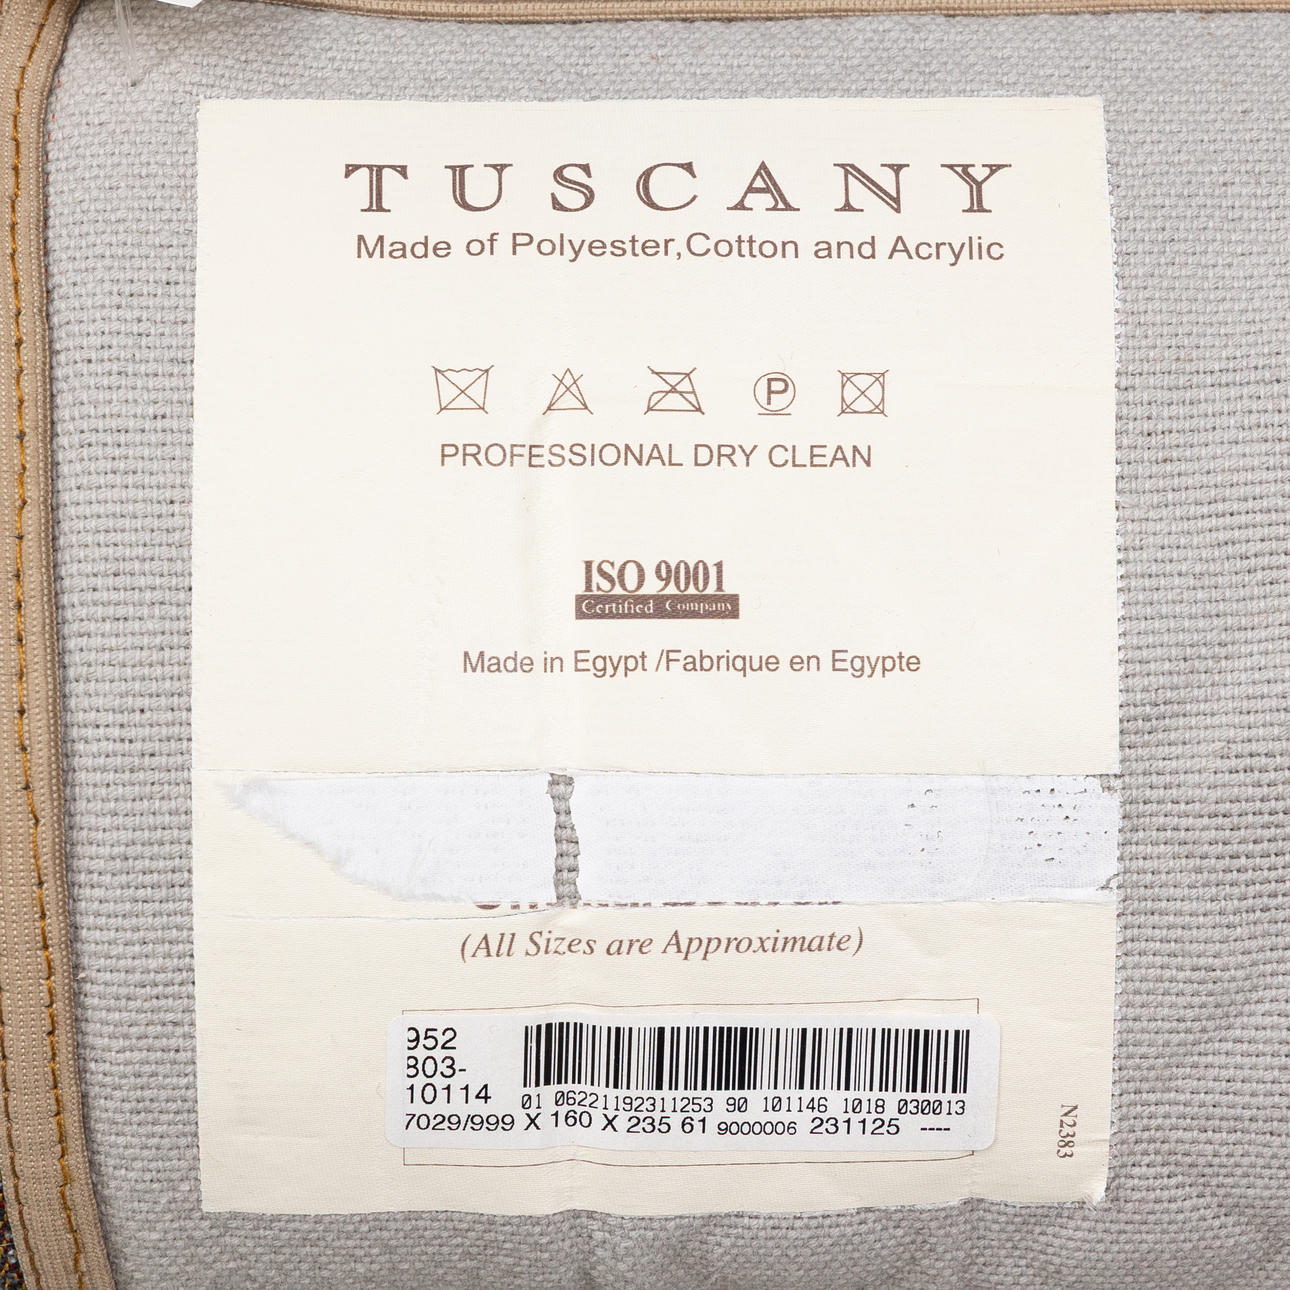 TUSCANY
Made of Polyester,Cotton and Acrylic
P
PROFESSIONAL DRY CLEAN
ISO 9001
Certified Company
Made in Egypt /Fabrique en Egypte
(All Sizes are Approximate)
952
303-
10114
01 06221192311253 90 101146 1018 030013
7029/999 X 160 X 235 61 9000006 231125 ----
N2383